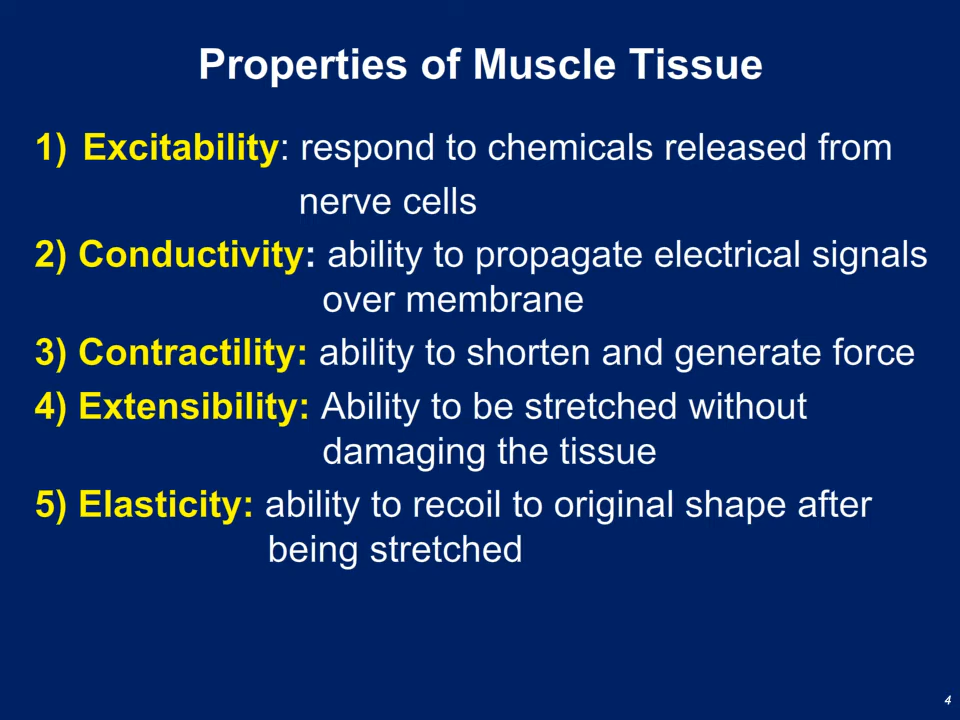 Properties of Muscle Tissue
1) Excitability: respond to chemicals released from
nerve cells
2) Conductivity: ability to propagate electrical signals
over membrane
3) Contractility: ability to shorten and generate force
4) Extensibility: Ability to be stretched without
damaging the tissue
5) Elasticity: ability to recoil to original shape after
being stretched
4